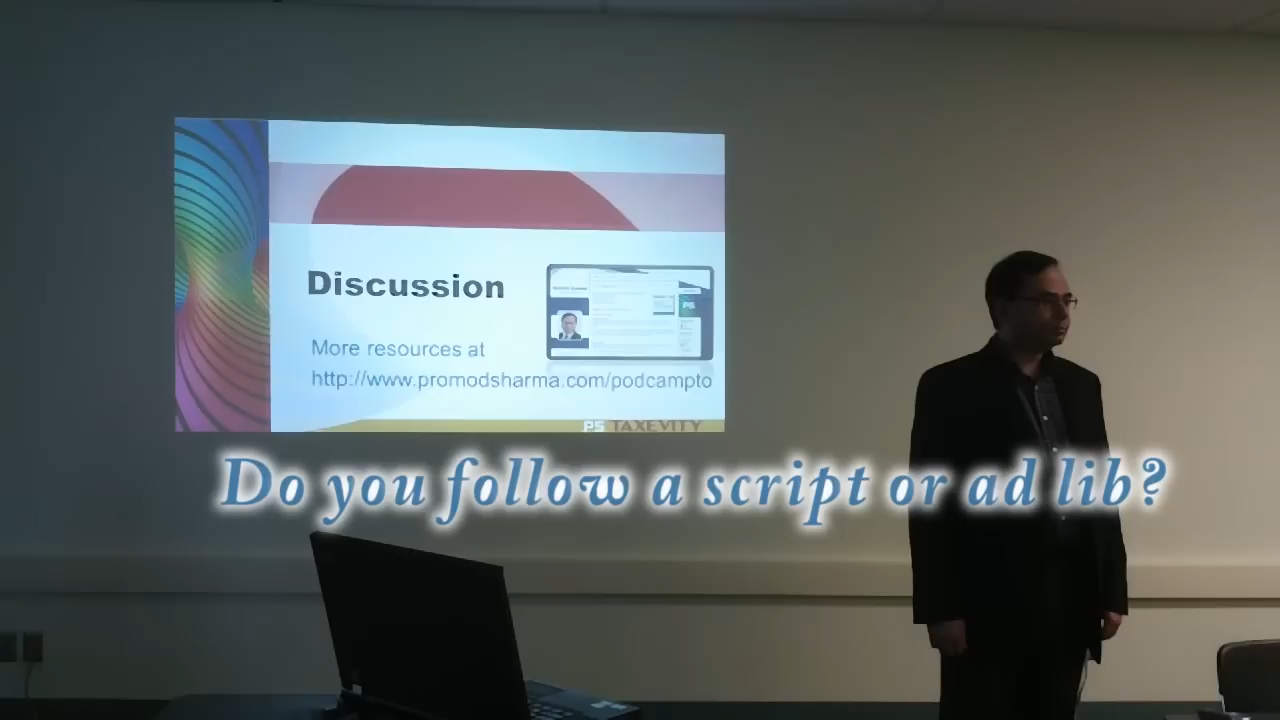 Discussion
More resources at
http://www.promodsharma.com/podcampto
PS TAXEVITY
Do you follow a script or ad lib?